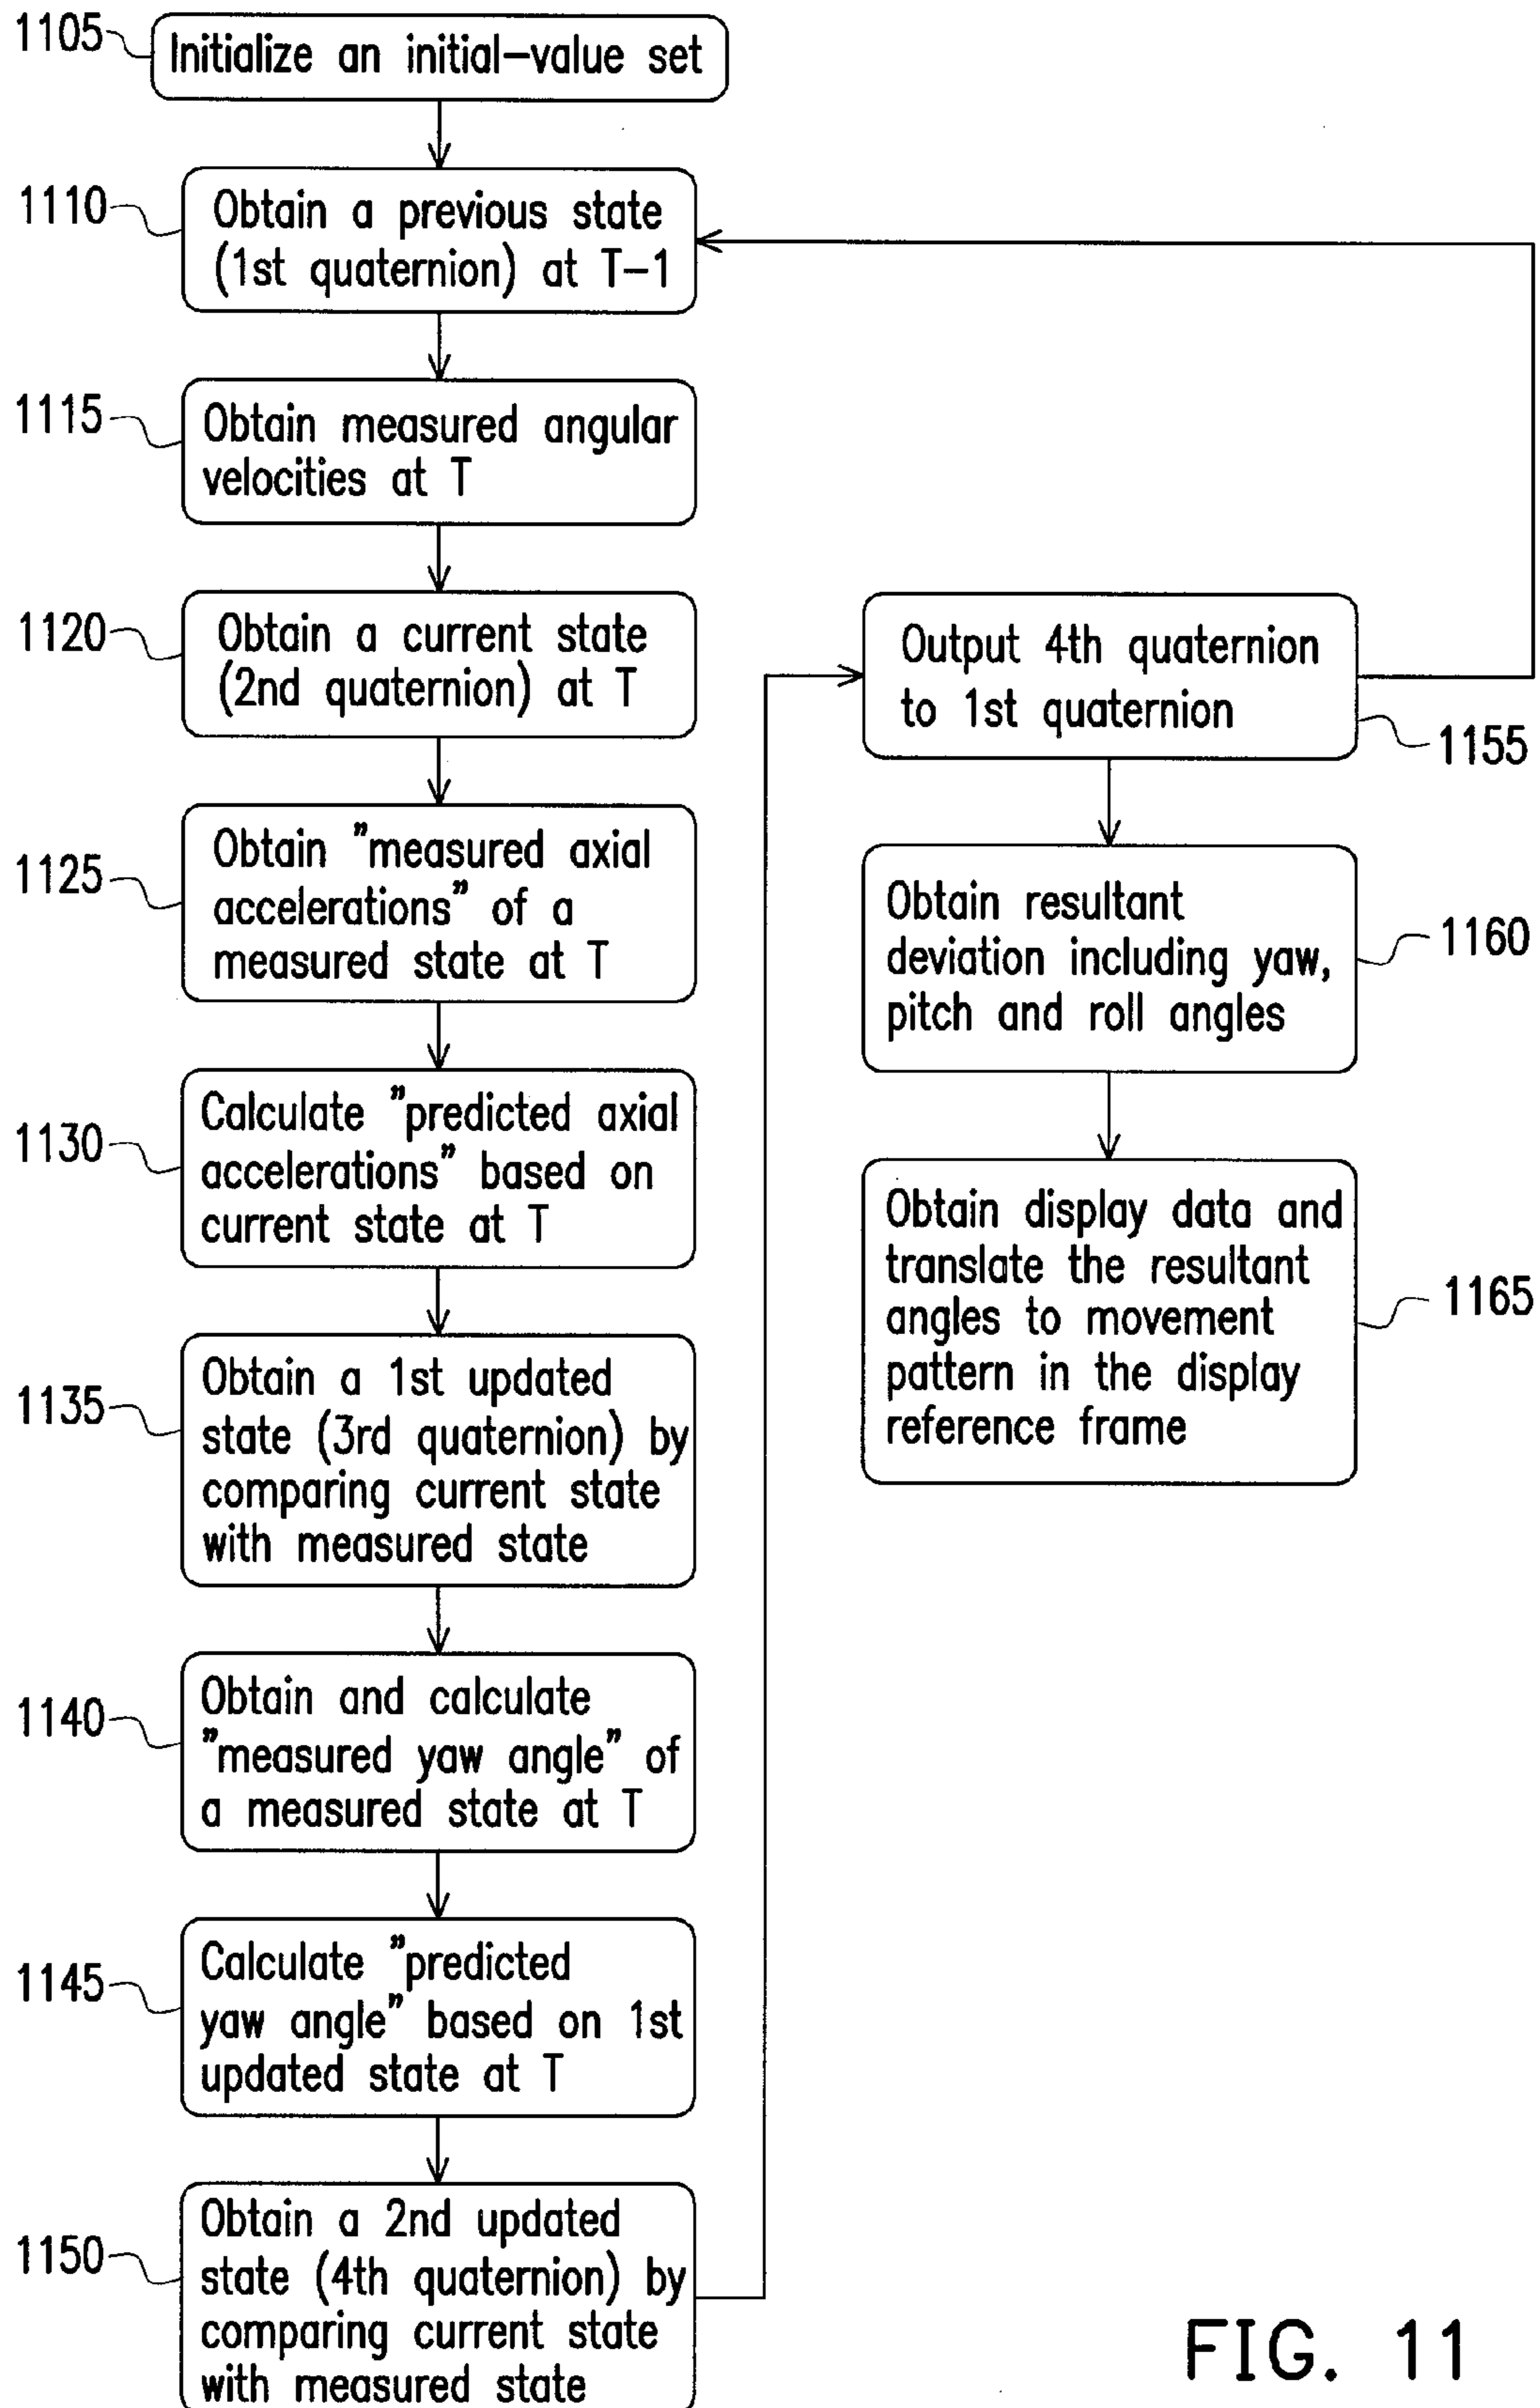 1105
Initialize an initial-value set
1110
Obtain a previous state
(1st quaternion) at T-1
1115
Obtain measured angular
velocities at T
1120
Obtain a current state
(2nd quaternion) at T
1125
Obtain "measured axial
accelerations" of a
measured state at T
1130
Calculate "predicted axial
accelerations" based on
current state at T
1135
Obtain a 1st updated
state (3rd quaternion) by
comparing current state
with measured state
1140
Obtain and calculate
"measured yaw angle" of
a measured state at T
1145
Calculate "predicted
yaw angle" based on 1st
updated state at T
1150
Obtain a 2nd updated
state (4th quaternion) by
comparing current state
with measured state
Output 4th quaternion
to 1st quaternion
1155
Obtain resultant
deviation including yaw,
pitch and roll angles
1160
Obtain display data and
translate the resultant
angles to movement
pattern in the display
reference frame
1165
FIG. 11